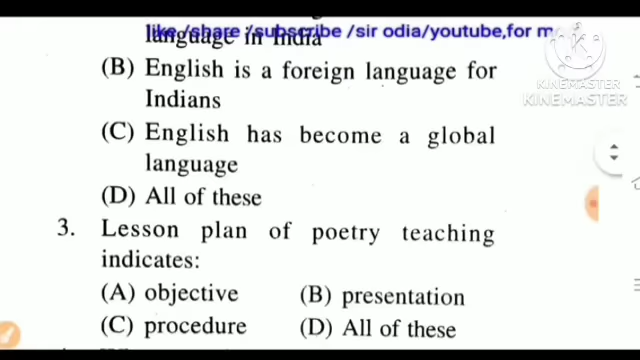 like /share /subscribe /sir odia/youtube,for m
language in India
(B) English is a foreign language for
Indians
(C) English has become a global
language
(D) All of these
3. Lesson plan of poetry teaching
indicates:
(A) objective (B) presentation
(C) procedure (D) All of these
K
KINEMASTER
KINEMASTER